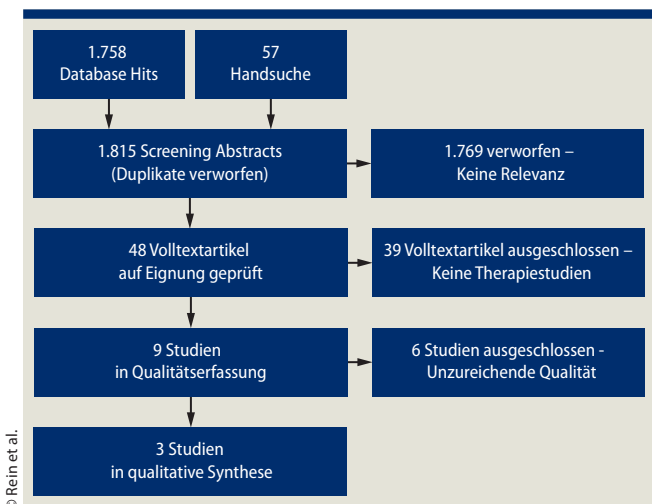 1.758
Database Hits
57
Handsuche
1.815 Screening Abstracts
(Duplikate verworfen)
1.769 verworfen –
Keine Relevanz
48 Volltextartikel
auf Eignung geprüft
39 Volltextartikel ausgeschlossen –
Keine Therapiestudien
9 Studien
in Qualitätserfassung
6 Studien ausgeschlossen -
Unzureichende Qualität
3 Studien
in qualitative Synthese
© Rein et al.